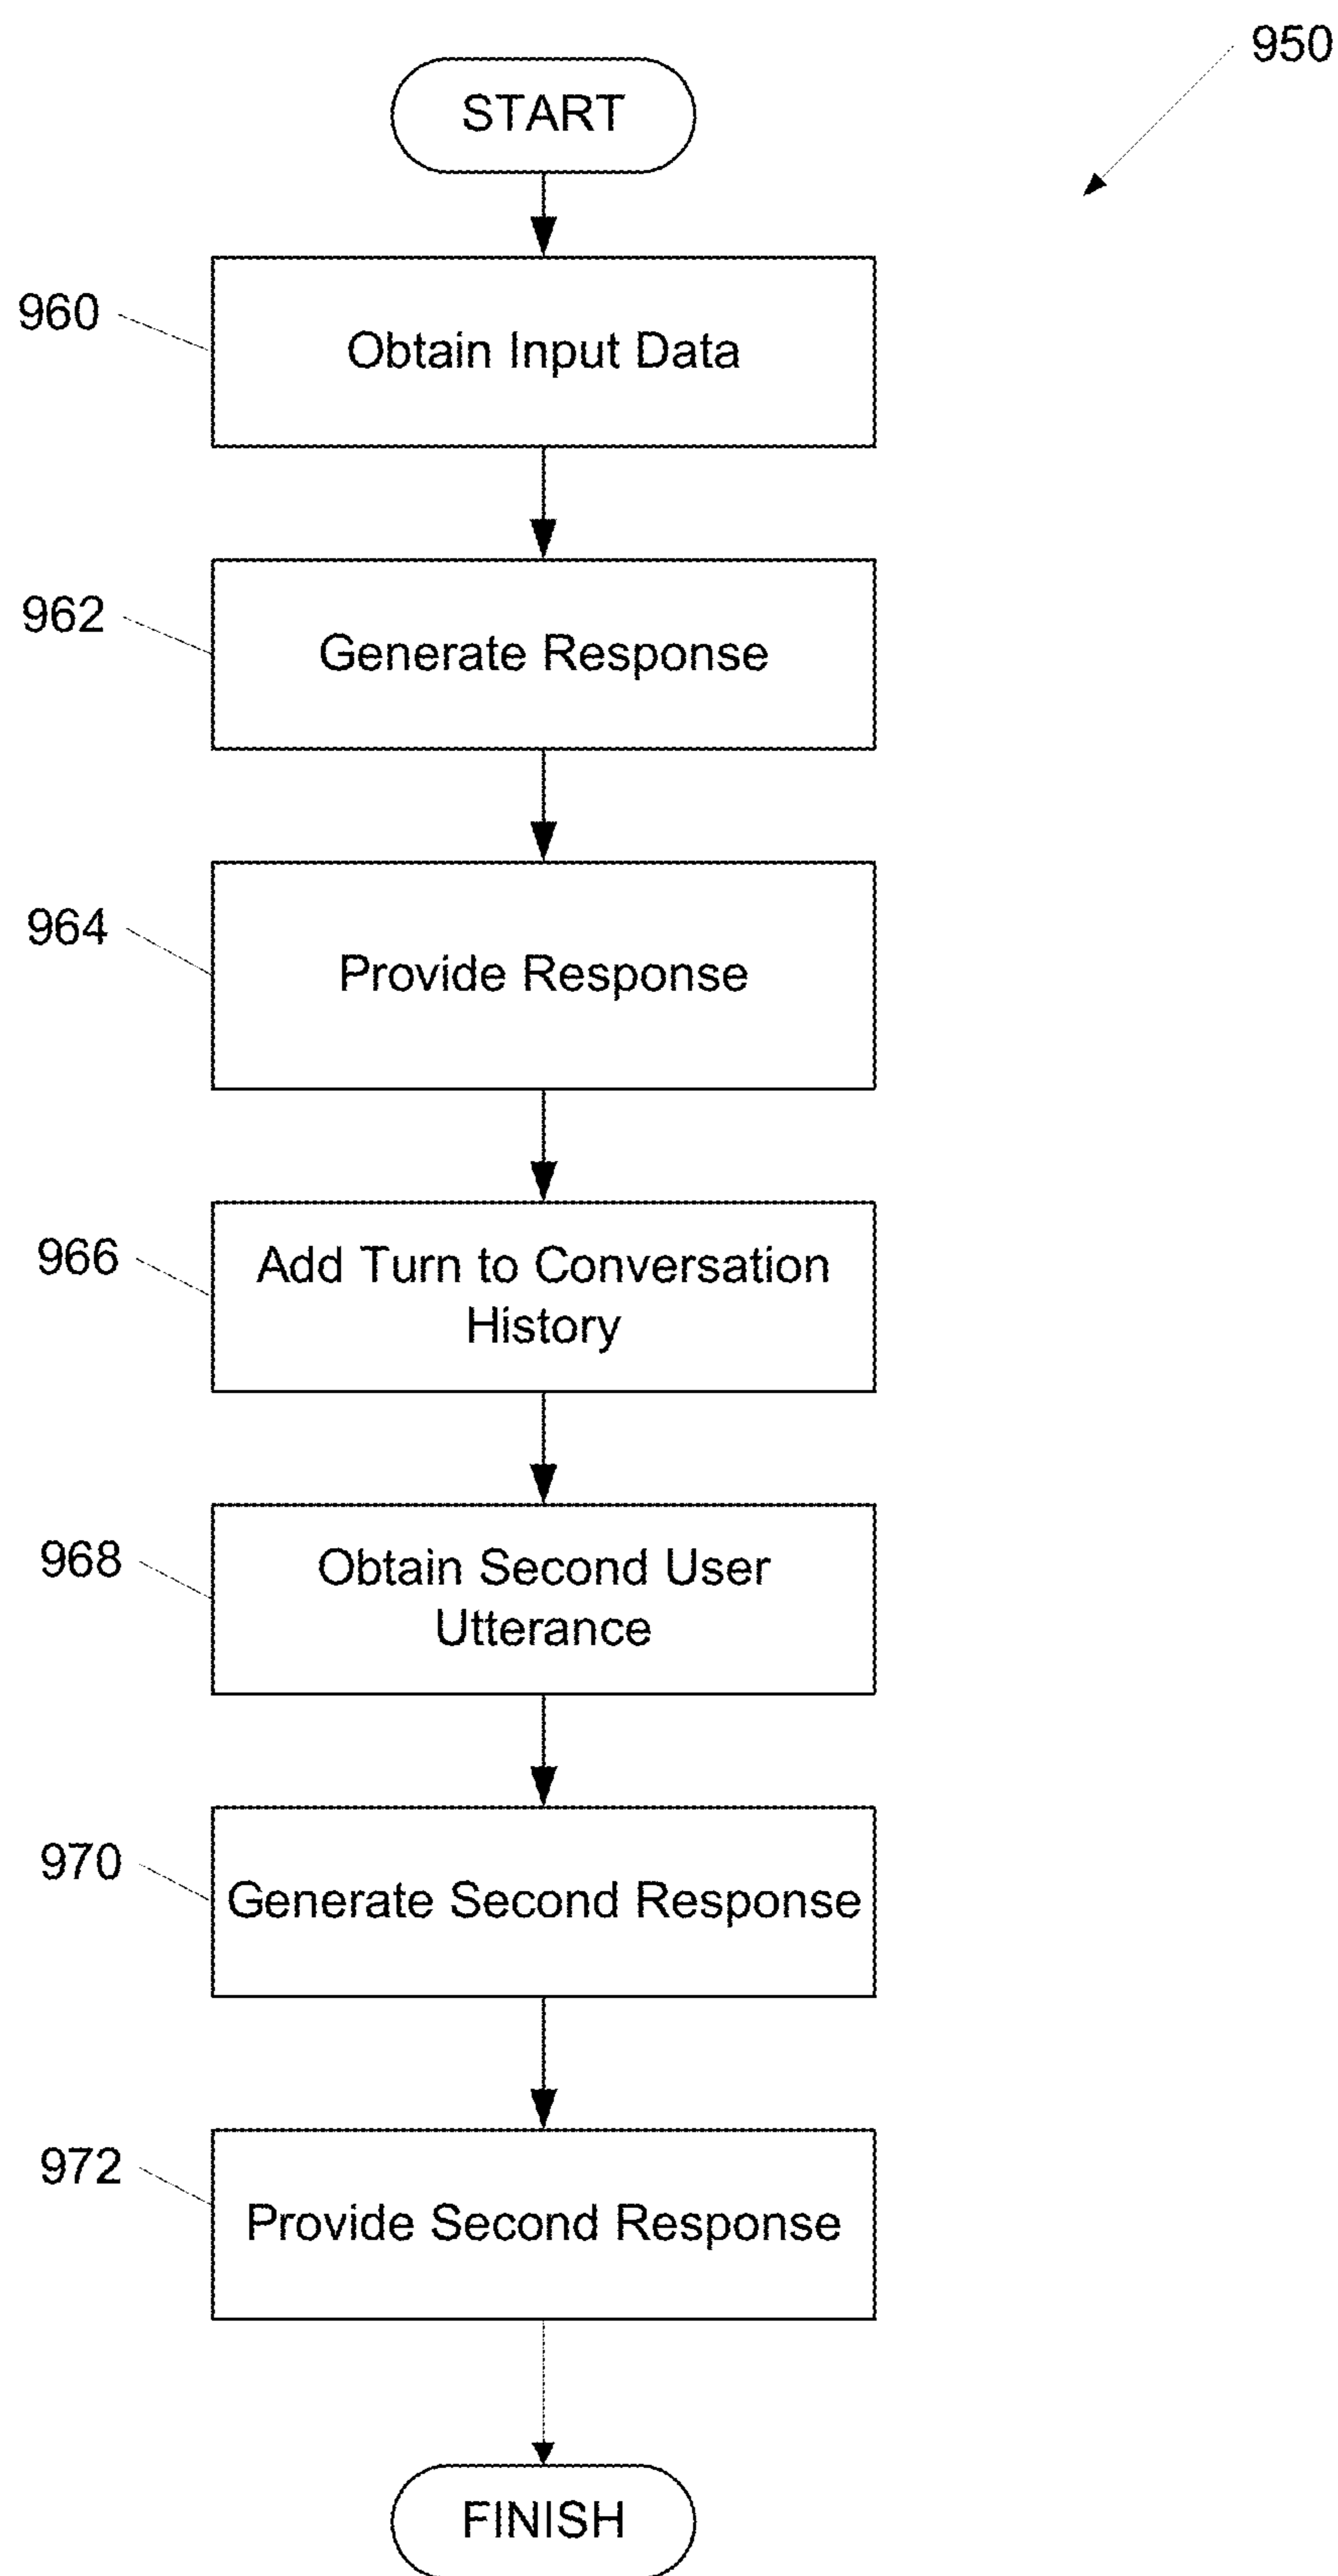 950
START
960
Obtain Input Data
962
Generate Response
964
Provide Response
966
Add Turn to Conversation
History
968
Obtain Second User
Utterance
970
Generate Second Response
972
Provide Second Response
FINISH